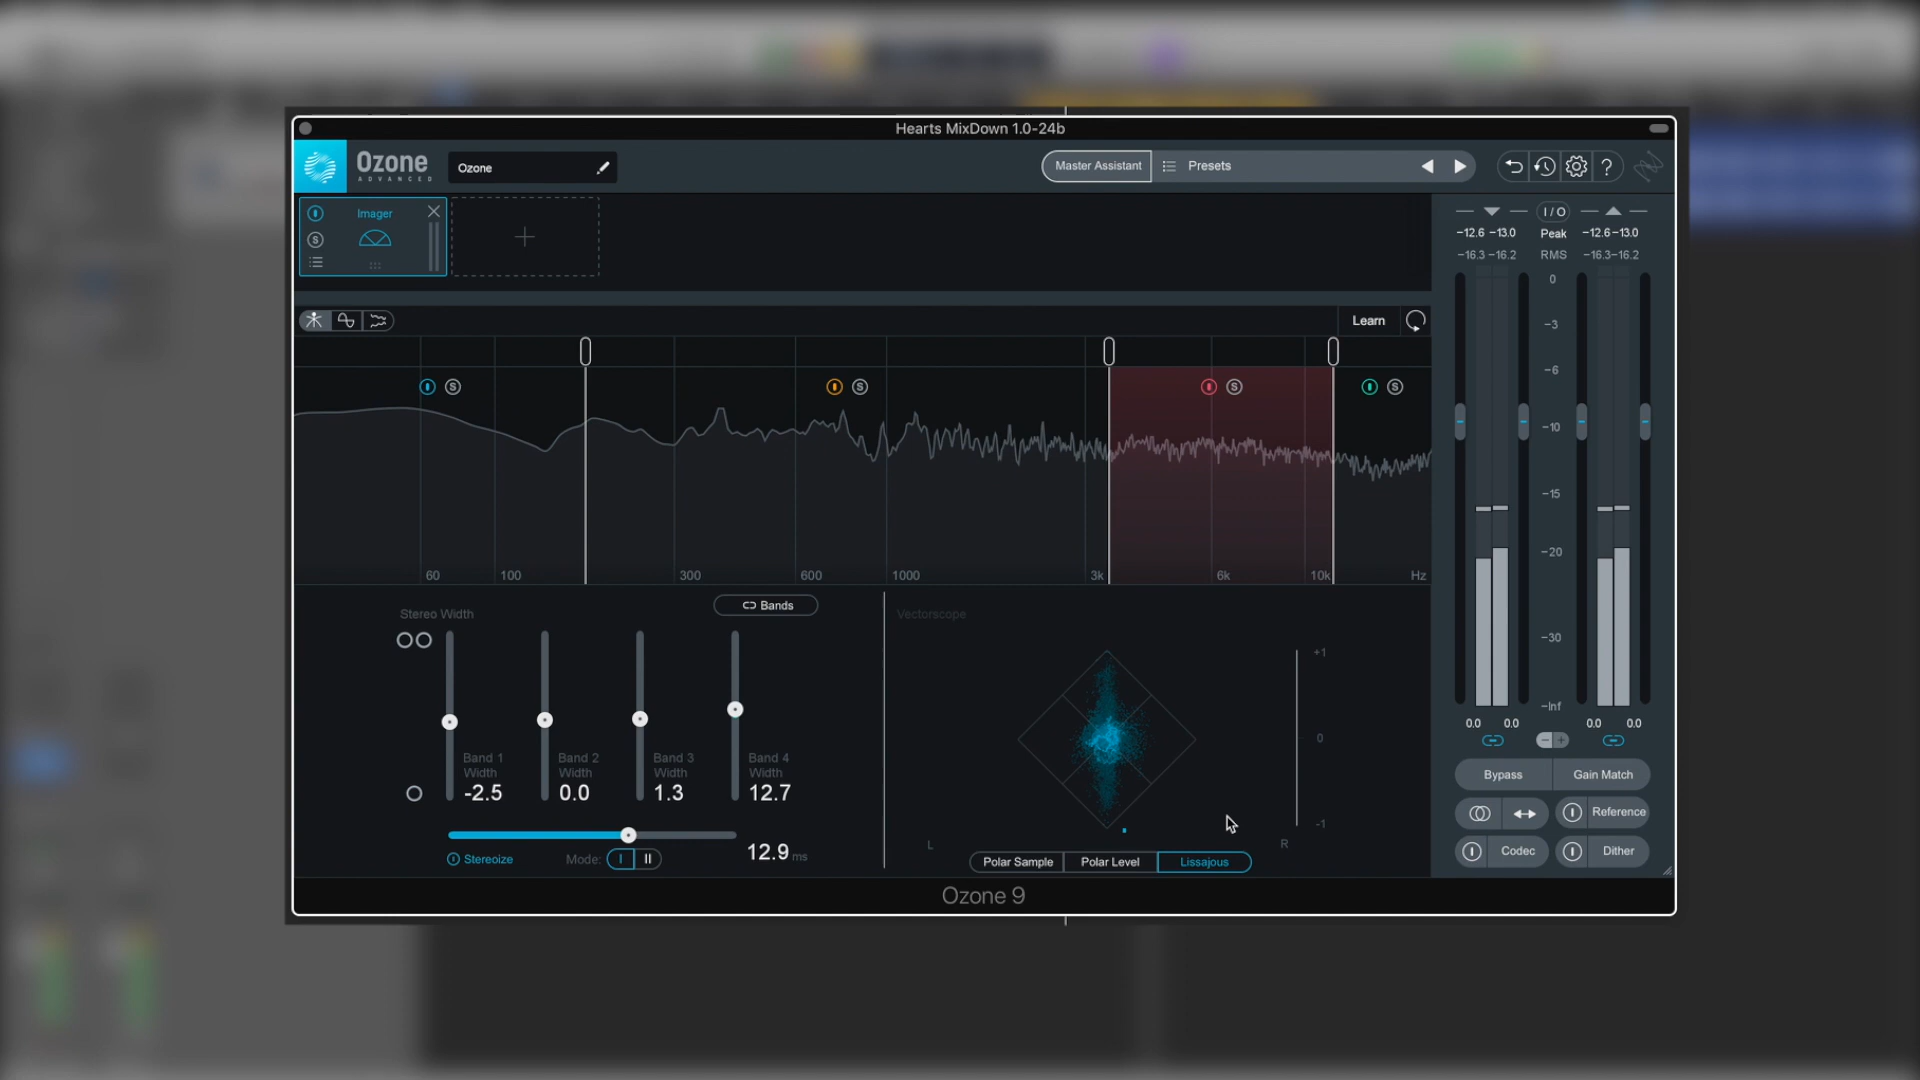 Hearts MixDown 1.0-24b
Ozone
ADVANCED
Ozone
Master Assistant
Presets
?
Imager
S
I/O
-12.6 -13.0 Peak -12.6 -13.0
-16.3 -16.2 RMS -16.3 -16.2
Learn
S
S
S
S
60
100
300
600
1000
3k
6k
10k
Hz
0
-3
-6
-10
-15
-20
-30
-Inf
0.0 0.0 0.0 0.0
Stereo Width
Bands
Band 1 Width
-2.5
Band 2 Width
0.0
Band 3 Width
1.3
Band 4 Width
12.7
Stereoize
Mode: I II
12.9 ms
Vectorscope
+1
0
-1
L
R
Polar Sample
Polar Level
Lissajous
Bypass
Gain Match
Reference
Codec
Dither
Ozone 9